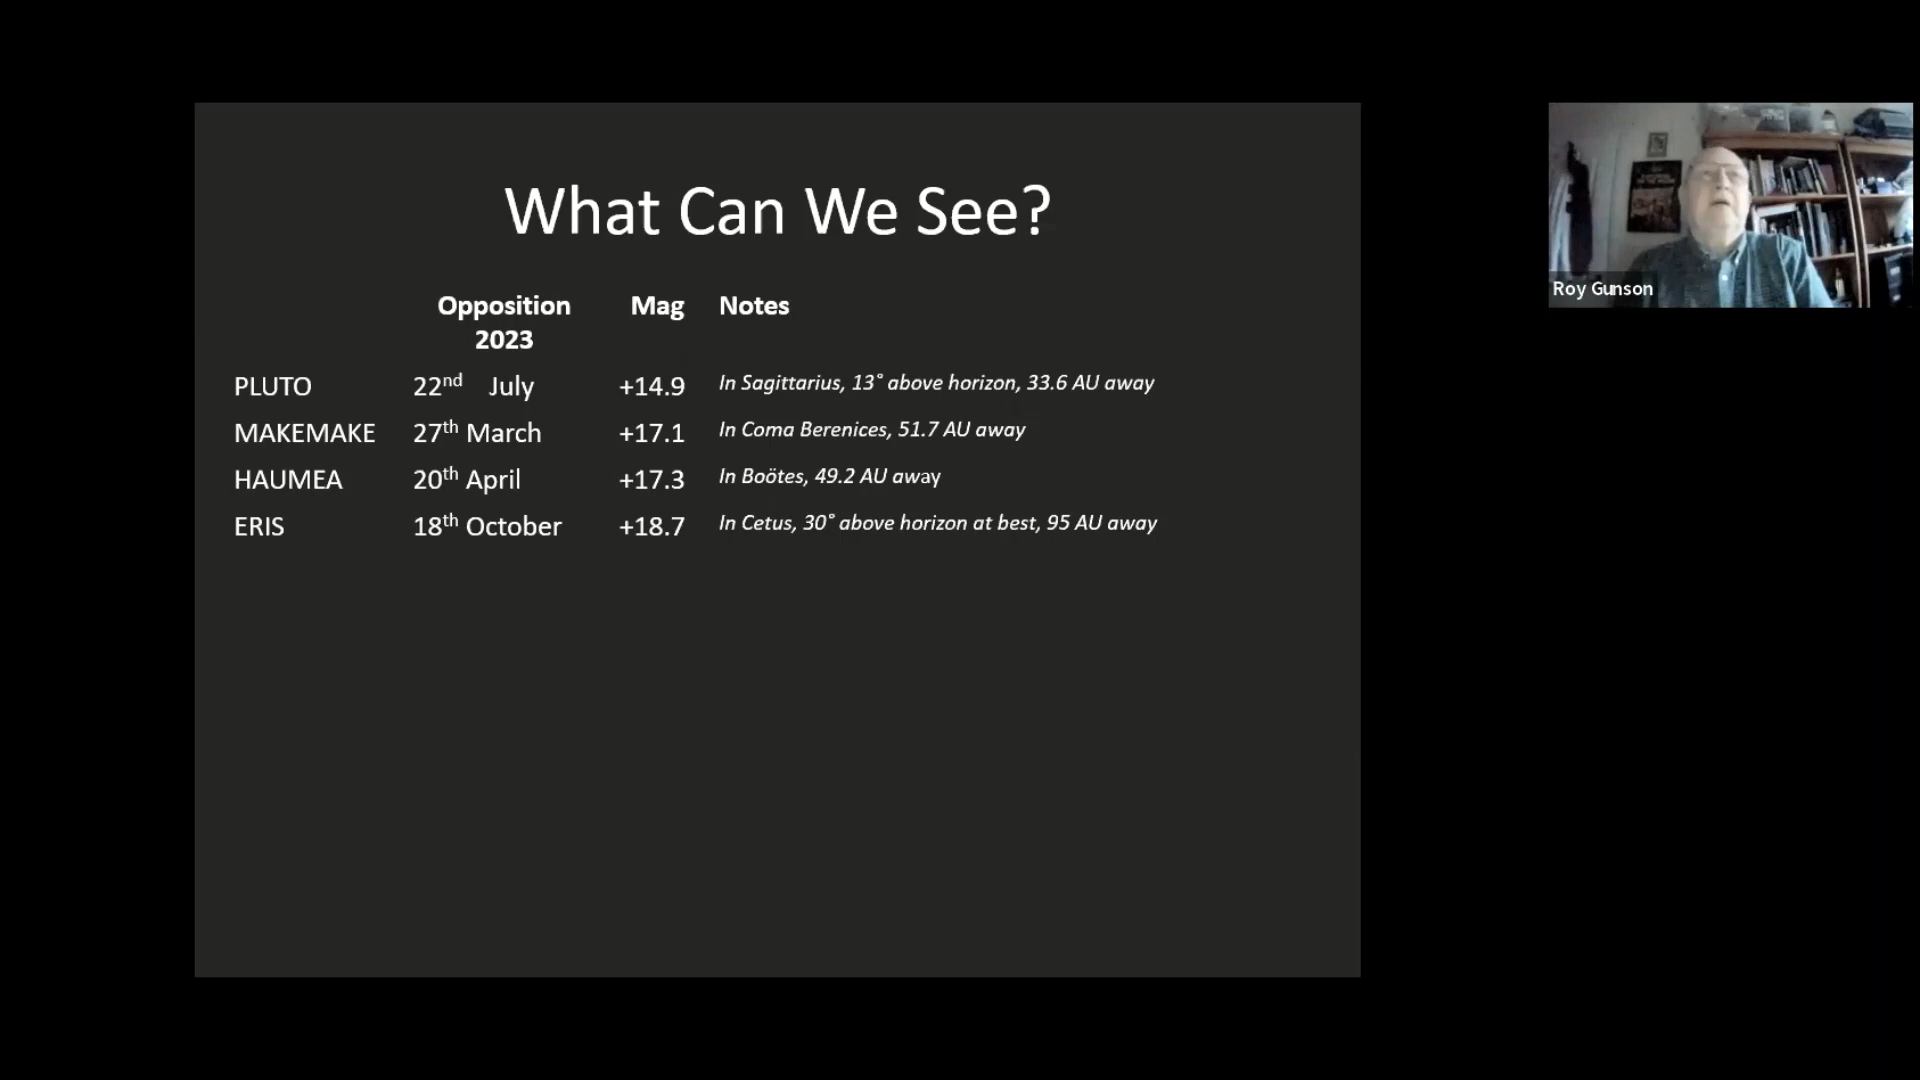 What Can We See?
Opposition 2023 Mag Notes
PLUTO 22nd July +14.9 In Sagittarius, 13° above horizon, 33.6 AU away
MAKEMAKE 27th March +17.1 In Coma Berenices, 51.7 AU away
HAUMEA 20th April +17.3 In Boötes, 49.2 AU away
ERIS 18th October +18.7 In Cetus, 30° above horizon at best, 95 AU away
Roy Gunson